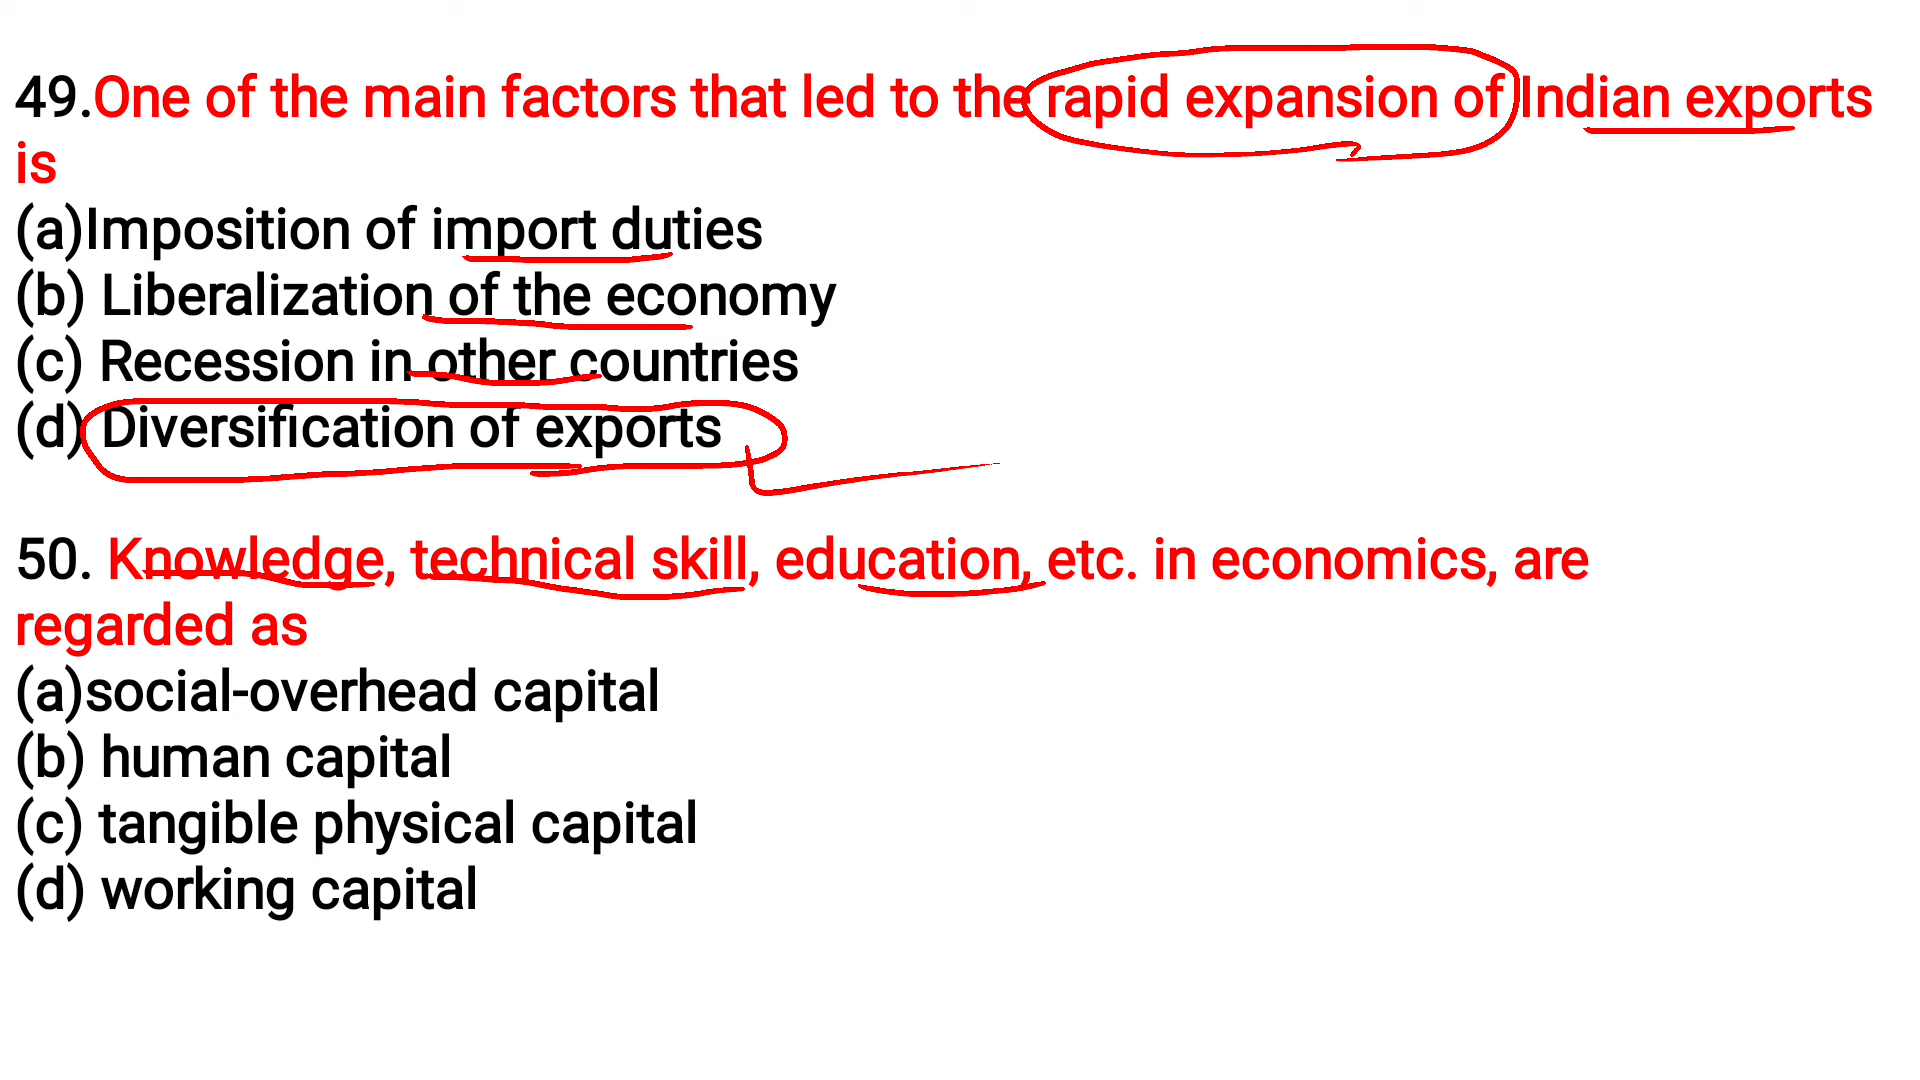 49.One of the main factors that led to the rapid expansion of Indian exports
is
(a)Imposition of import duties
(b) Liberalization of the economy
(c) Recession in other countries
(d) Diversification of exports
50. Knowledge, technical skill, education, etc. in economics, are
regarded as
(a)social-overhead capital
(b) human capital
(c) tangible physical capital
(d) working capital